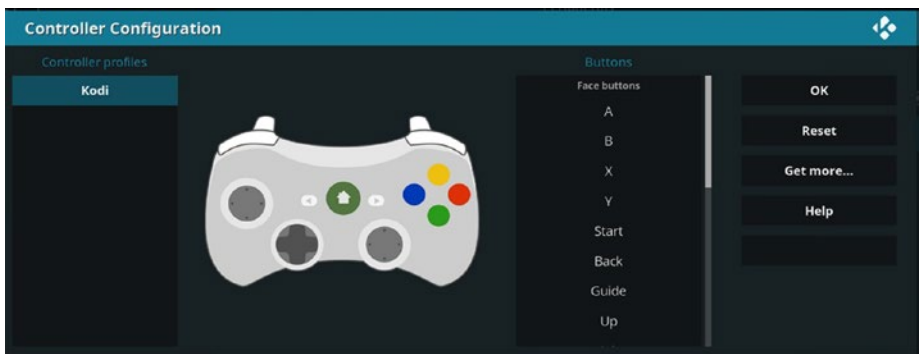 Controller Configuration
Controller profiles
Kodi
Buttons
Face buttons
A
B
X
Y
Start
Back
Guide
Up
OK
Reset
Get more...
Help